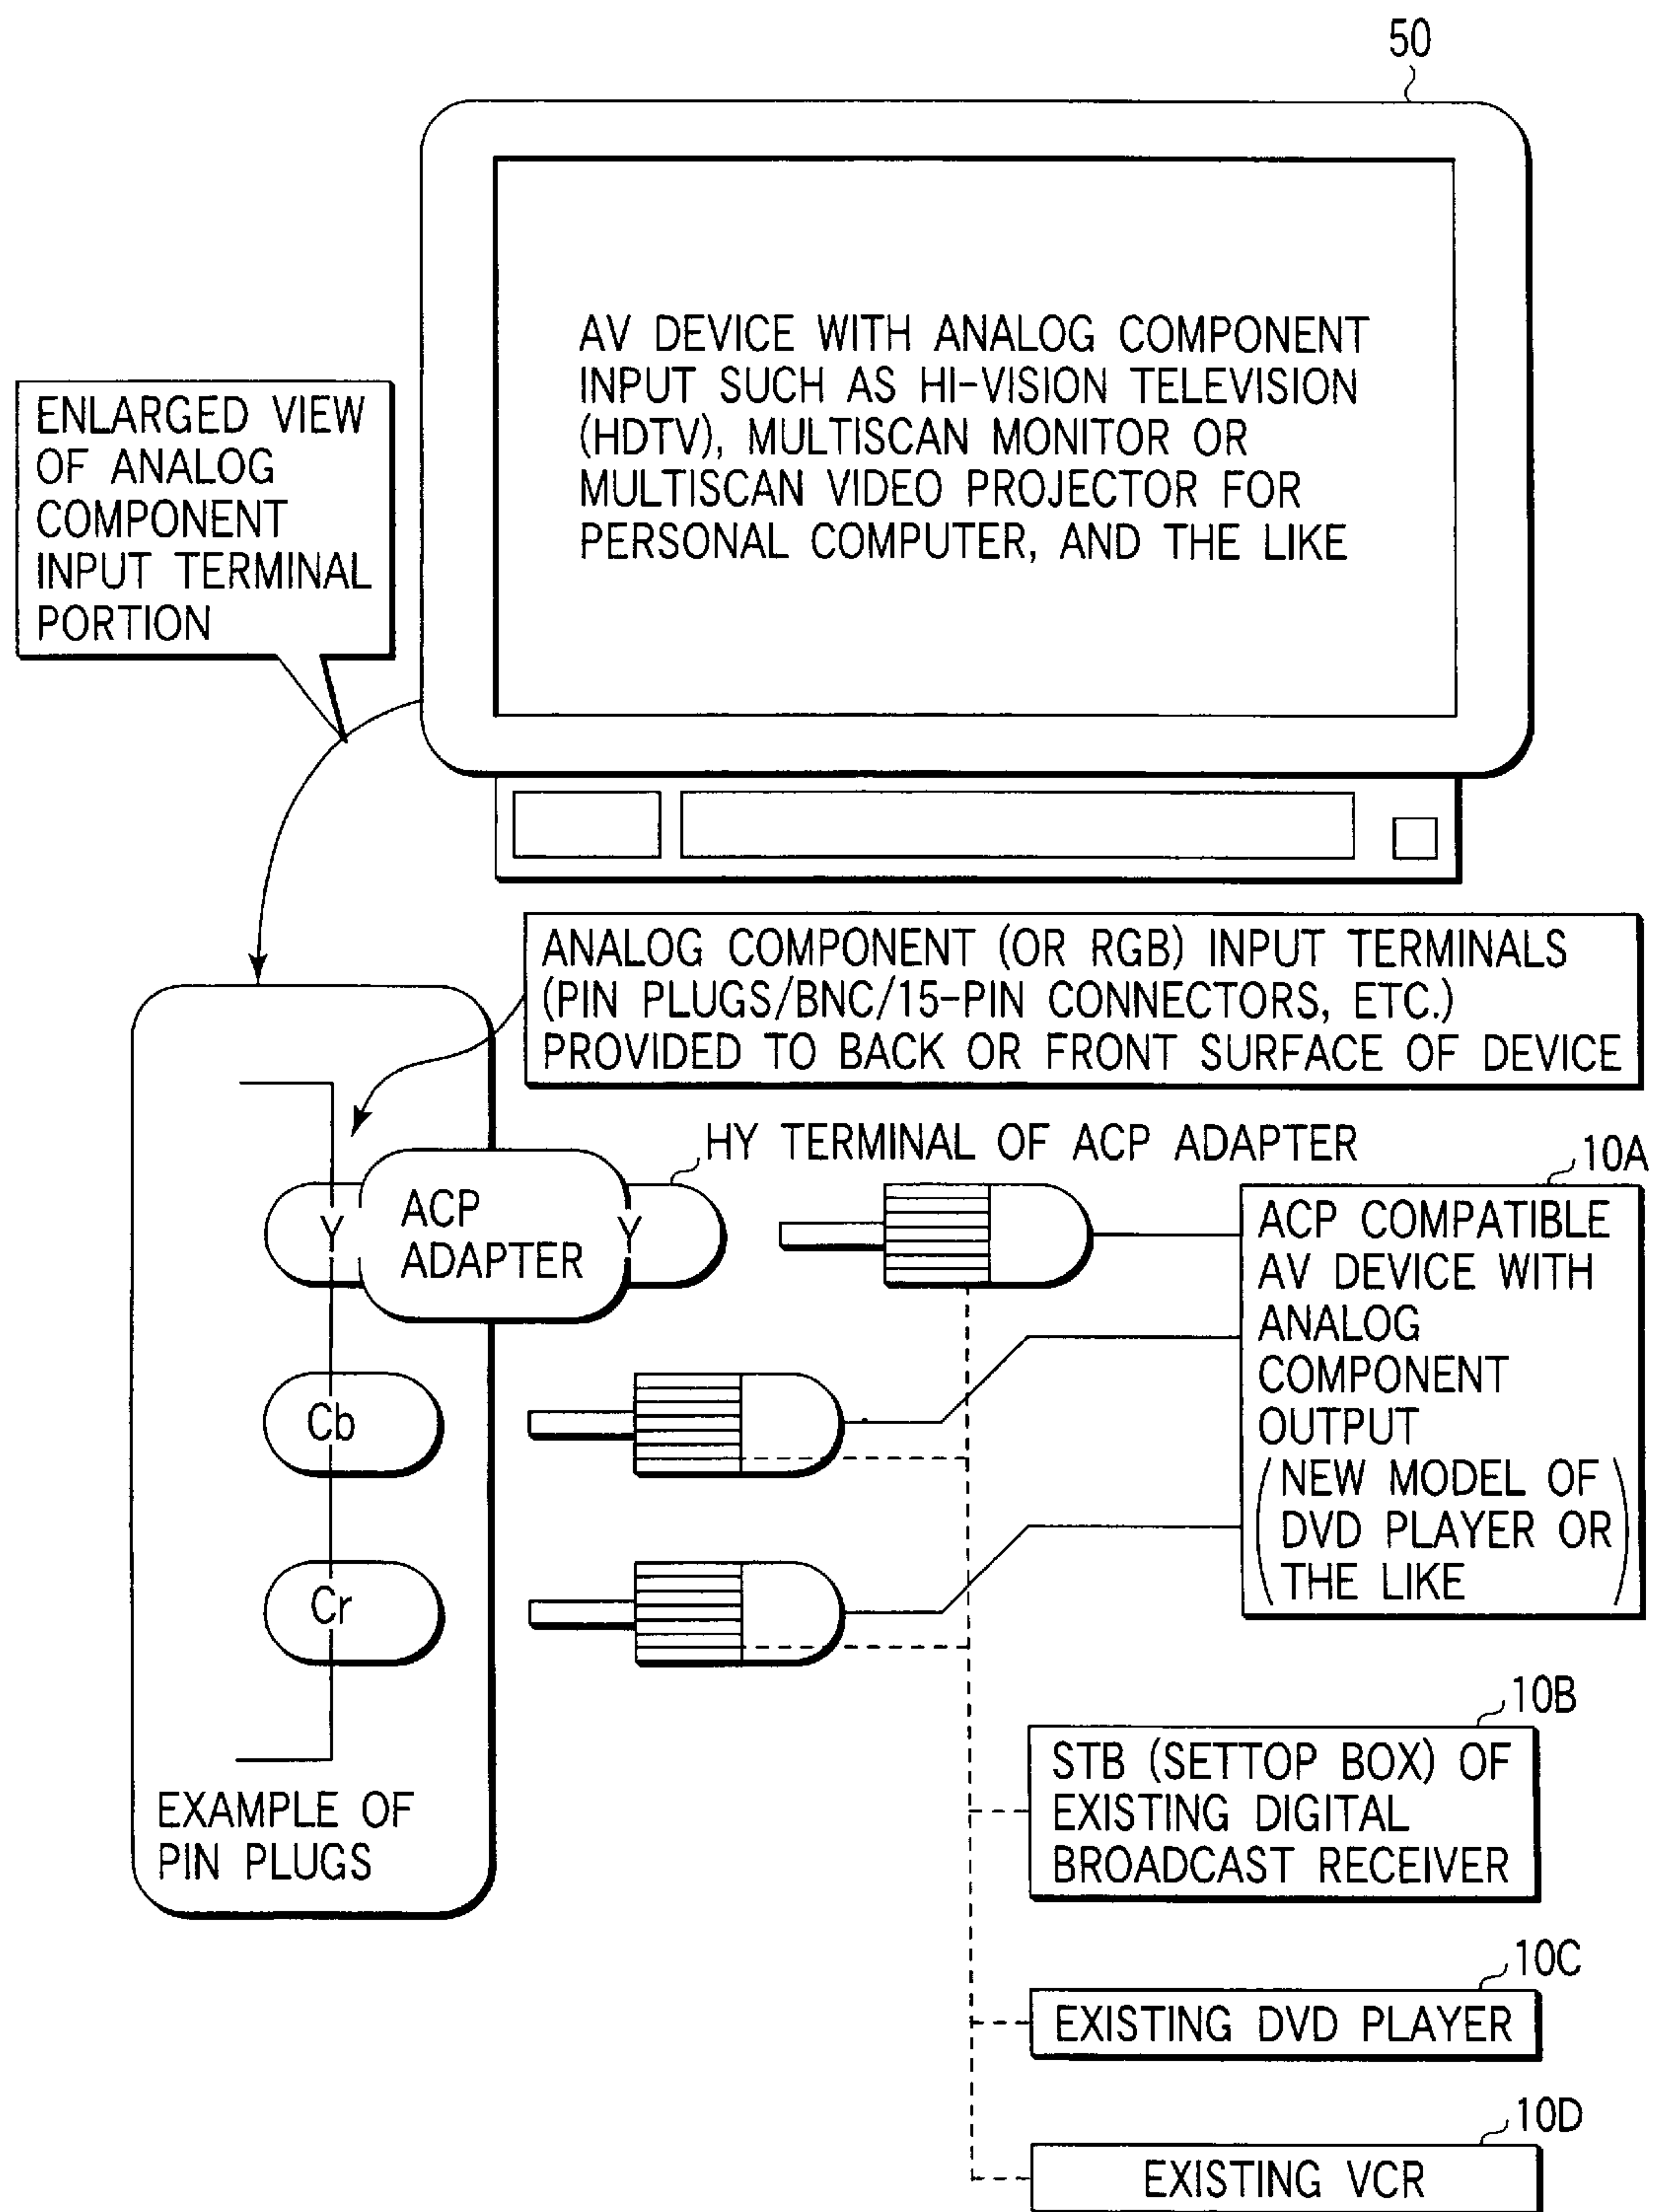 50
AV DEVICE WITH ANALOG COMPONENT
INPUT SUCH AS HI-VISION TELEVISION
(HDTV), MULTISCAN MONITOR OR
MULTISCAN VIDEO PROJECTOR FOR
PERSONAL COMPUTER, AND THE LIKE
ENLARGED VIEW
OF ANALOG
COMPONENT
INPUT TERMINAL
PORTION
ANALOG COMPONENT (OR RGB) INPUT TERMINALS
(PIN PLUGS/BNC/15-PIN CONNECTORS, ETC.)
PROVIDED TO BACK OR FRONT SURFACE OF DEVICE
HY TERMINAL OF ACP ADAPTER
10A
Y
ACP
ADAPTER
Y
ACP COMPATIBLE
AV DEVICE WITH
ANALOG
COMPONENT
OUTPUT
(NEW MODEL OF
DVD PLAYER OR
THE LIKE)
Cb
Cr
10B
STB (SETTOP BOX) OF
EXISTING DIGITAL
BROADCAST RECEIVER
EXAMPLE OF
PIN PLUGS
10C
EXISTING DVD PLAYER
10D
EXISTING VCR